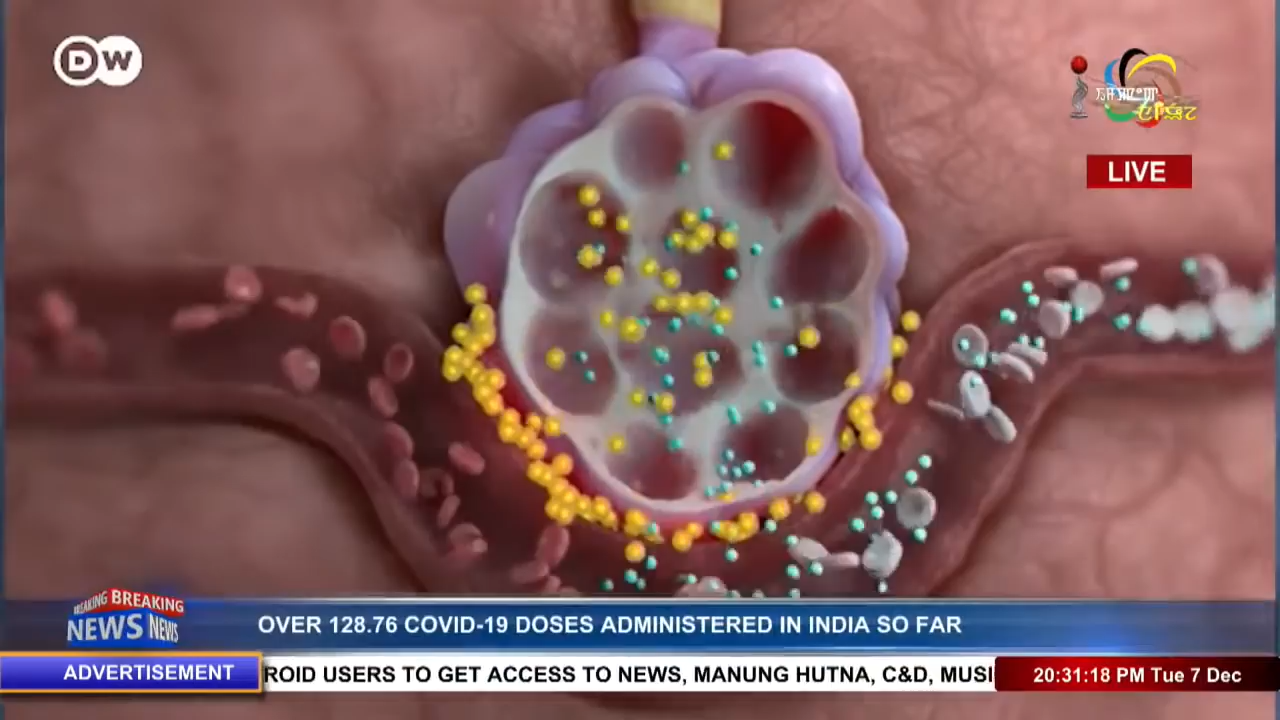 DW
LIVE
BREAKING BREAKING
NEWS NEWS
OVER 128.76 COVID-19 DOSES ADMINISTERED IN INDIA SO FAR
ADVERTISEMENT
ROID USERS TO GET ACCESS TO NEWS, MANUNG HUTNA, C&D, MUSI
20:31:18 PM Tue 7 Dec